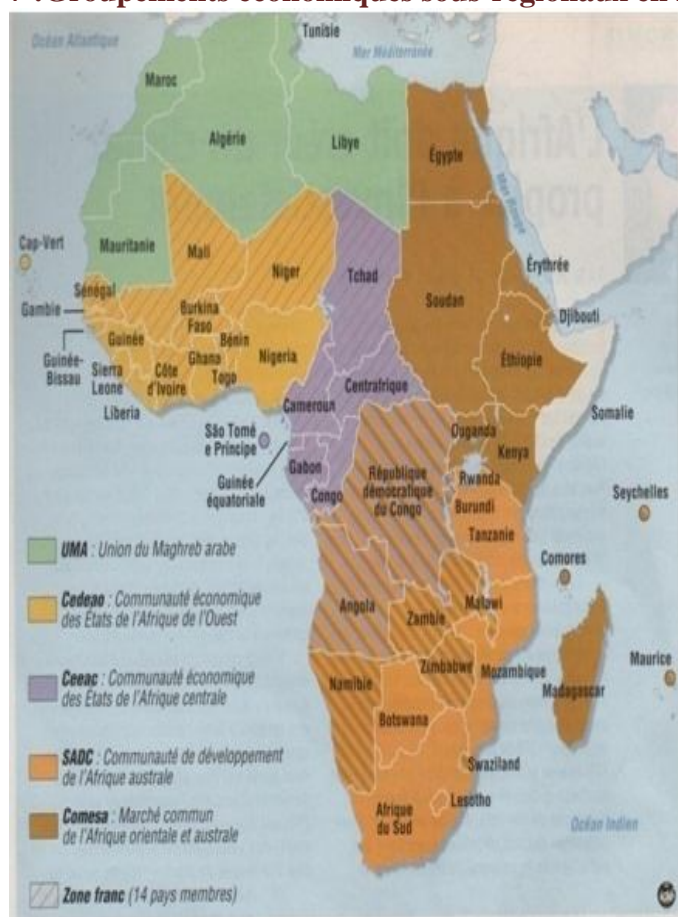 Groupements économiques sous-régionaux en
Océan Atlantique
Tunisie
Mer Méditerranée
Maroc
Algérie
Libye
Égypte
Mer Rouge
Cap-Vert
Mauritanie
Mali
Niger
Tchad
Soudan
Érythrée
Djibouti
Sénégal
Gambie
Guinée-
Bissau
Guinée
Sierra
Leone
Liberia
Côte
d'Ivoire
Burkina
Faso
Ghana
Togo
Bénin
Nigeria
Éthiopie
Somalie
Cameroun
Centrafrique
São Tomé
e Príncipe
Guinée
équatoriale
Gabon
Congo
République
démocratique
du Congo
Ouganda
Kenya
Rwanda
Burundi
Tanzanie
Seychelles
Comores
Angola
Zambie
Malawi
Zimbabwe
Mozambique
Madagascar
Maurice
Namibie
Botswana
Swaziland
Lesotho
Afrique
du Sud
Océan Indien
UMA : Union du Maghreb arabe
Cedeao : Communauté économique
des États de l'Afrique de l'Ouest
Ceeac : Communauté économique
des États de l'Afrique centrale
SADC : Communauté de développement
de l'Afrique australe
Comesa : Marché commun
de l'Afrique orientale et australe
Zone franc (14 pays membres)